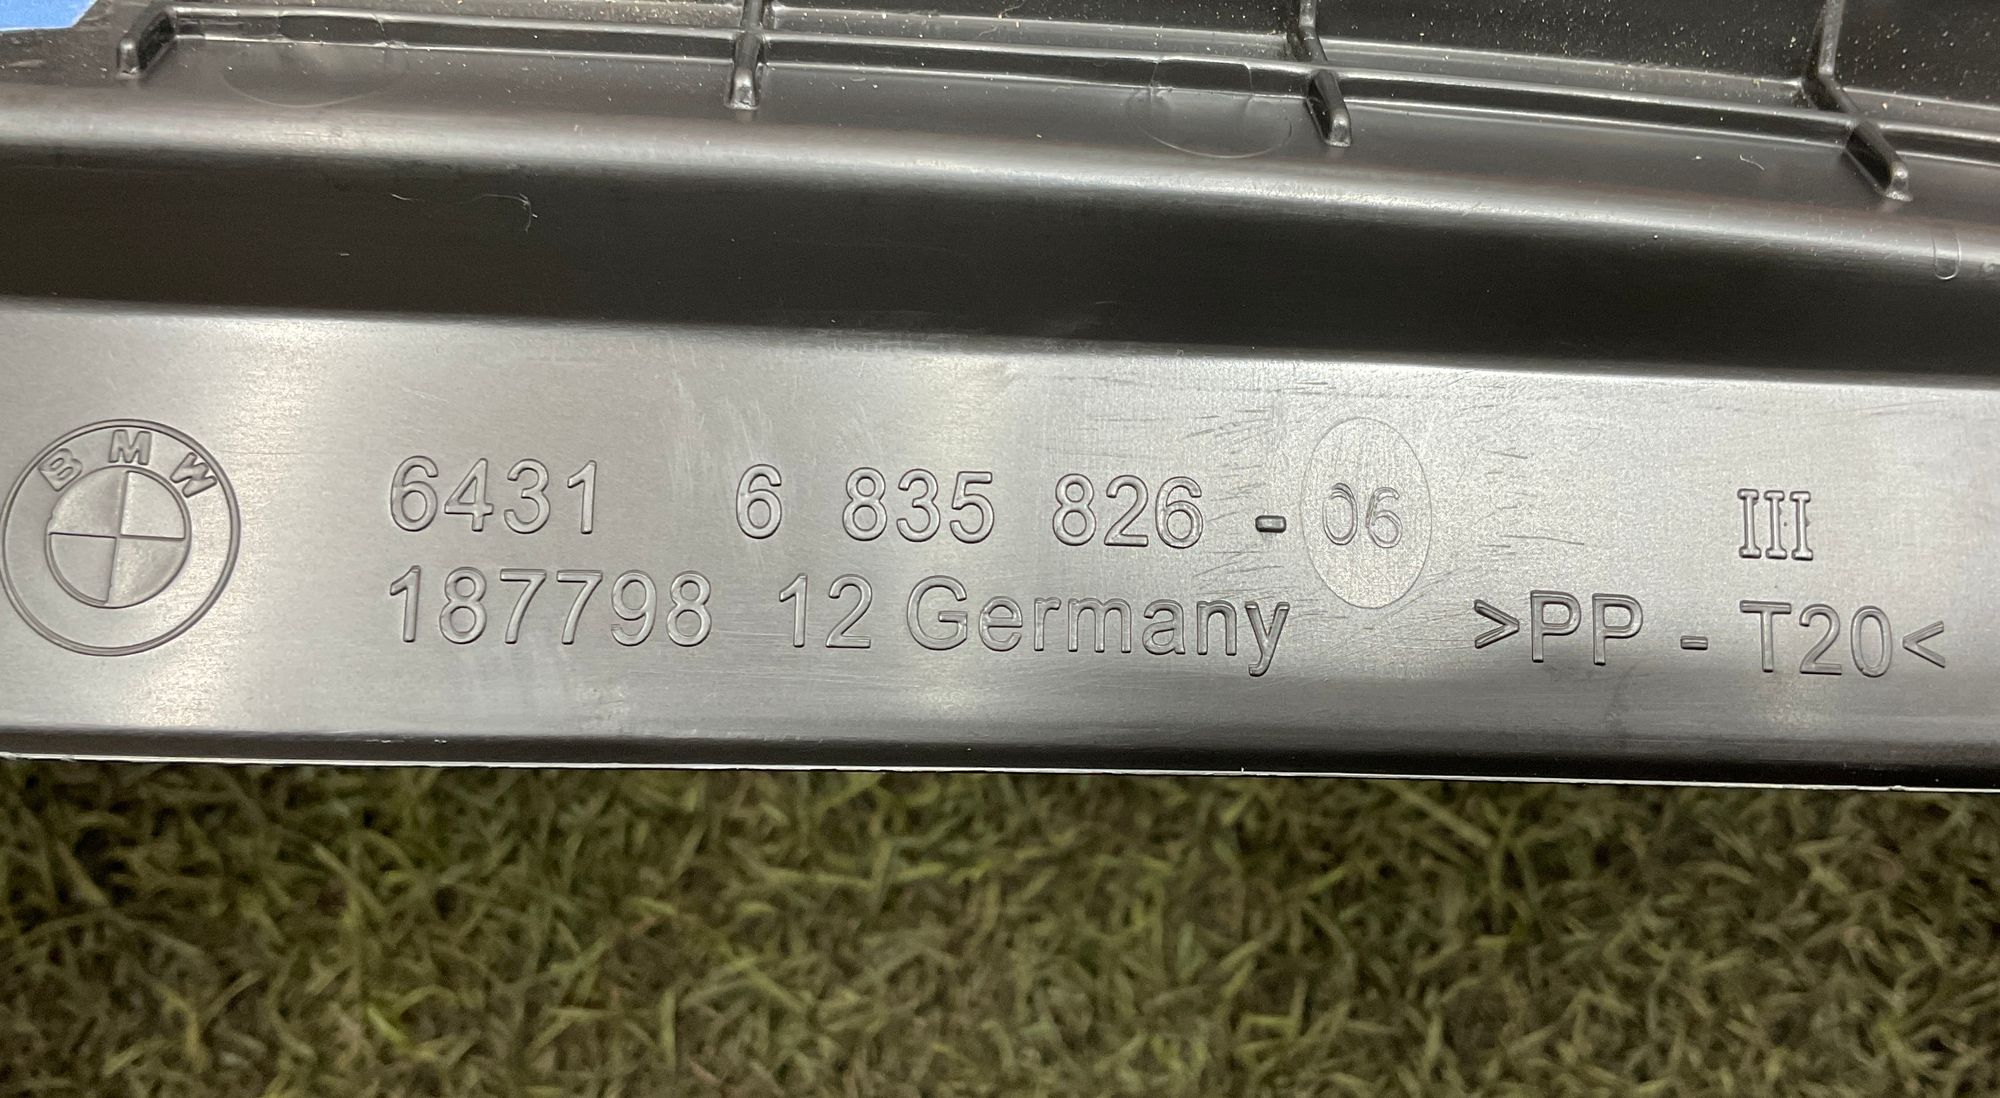 BMW
6431 6 835 826 - 06 III
187798 12 Germany >PP - T20<